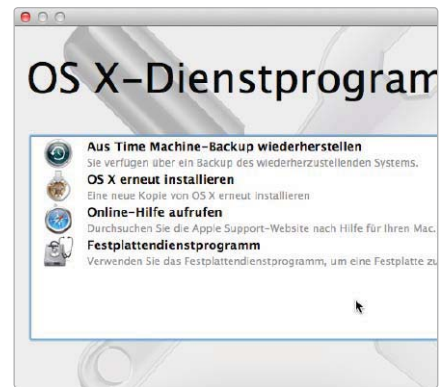 OS X-Dienstprogram
Aus Time Machine-Backup wiederherstellen
Sie verfügen über ein Backup des wiederherzustellenden Systems.
OS X erneut installieren
Eine neue Kopie von OS X erneut installieren
Online-Hilfe aufrufen
Durchsuchen Sie die Apple Support-Website nach Hilfe für Ihren Mac.
Festplattendienstprogramm
Verwenden Sie das Festplattendienstprogramm, um eine Festplatte zu